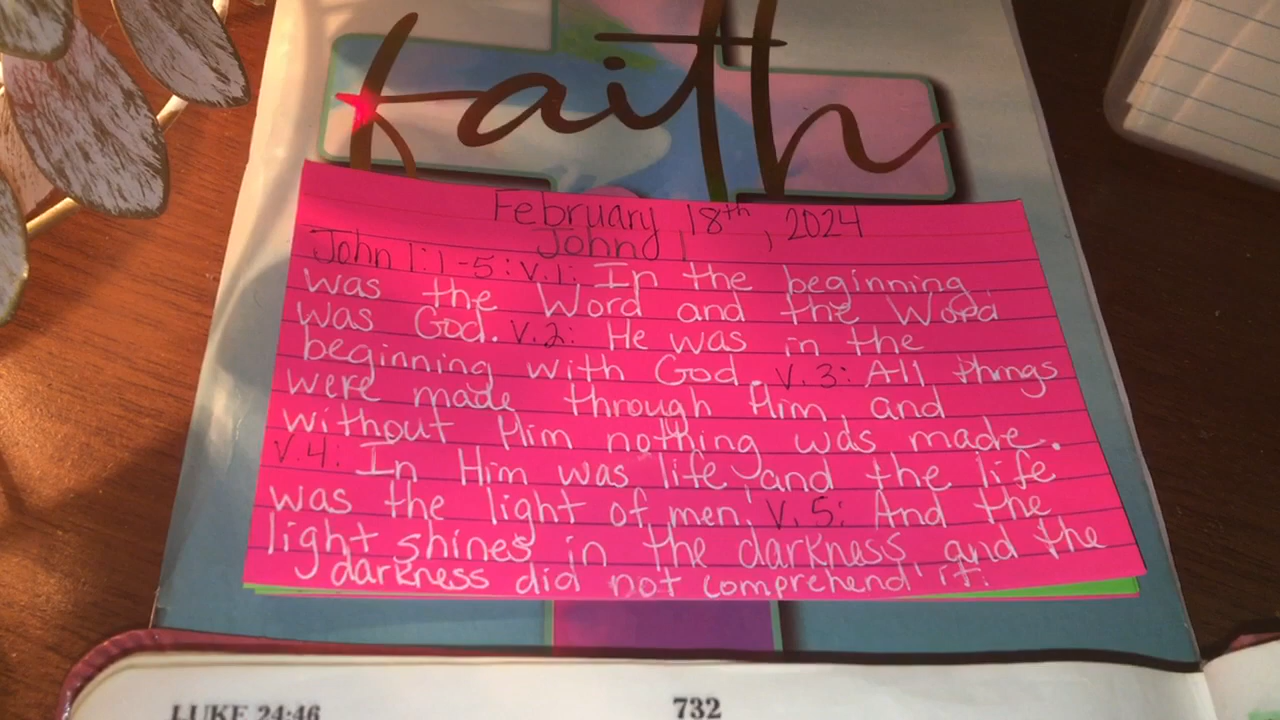 faith
February 18th, 2024
John 1
John 1:1-5: V.1: In the beginning
was the Word and the Word
was God. V.2: He was in the
beginning with God. V.3: All things
were made through Him, and
without Him nothing was made.
V.4: In Him was life, and the life
was the light of men. V.5: And the
light shines in the darkness, and the
darkness did not comprehend it.
LUKE 24:46
732